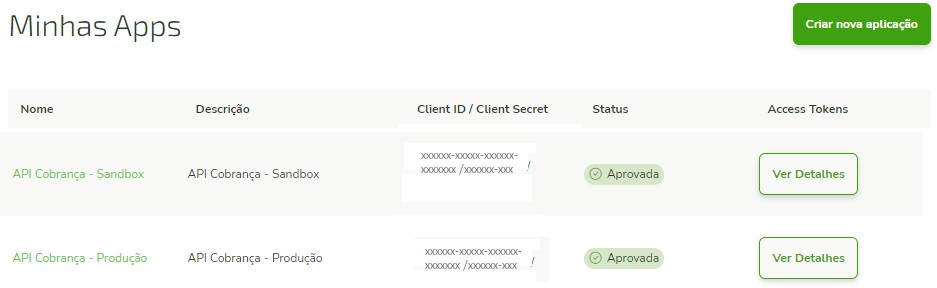 Minhas Apps
Criar nova aplicação
Nome Descrição Client ID / Client Secret Status Access Tokens
API Cobrança - Sandbox API Cobrança - Sandbox xxxxxx-xxxxx-xxxxxx-
xxxxxxx /xxxxxx-xxx / Aprovada Ver Detalhes
API Cobrança - Produção API Cobrança - Produção xxxxxx-xxxxx-xxxxxx-
xxxxxxx /xxxxxx-xxx / Aprovada Ver Detalhes